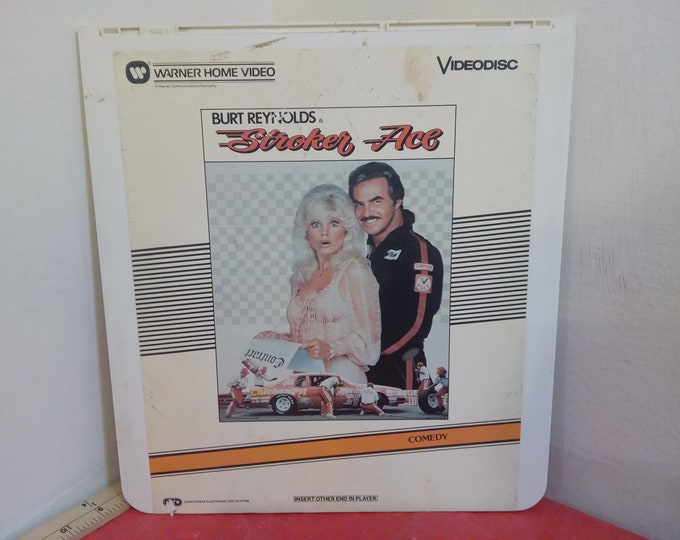 WARNER HOME VIDEO
A Warner Communications Company
VIDEODISC
BURT REYNOLDS is
Stroker Ace
Contract
COMEDY
CAPACITANCE ELECTRONIC DISC SYSTEM
INSERT OTHER END IN PLAYER